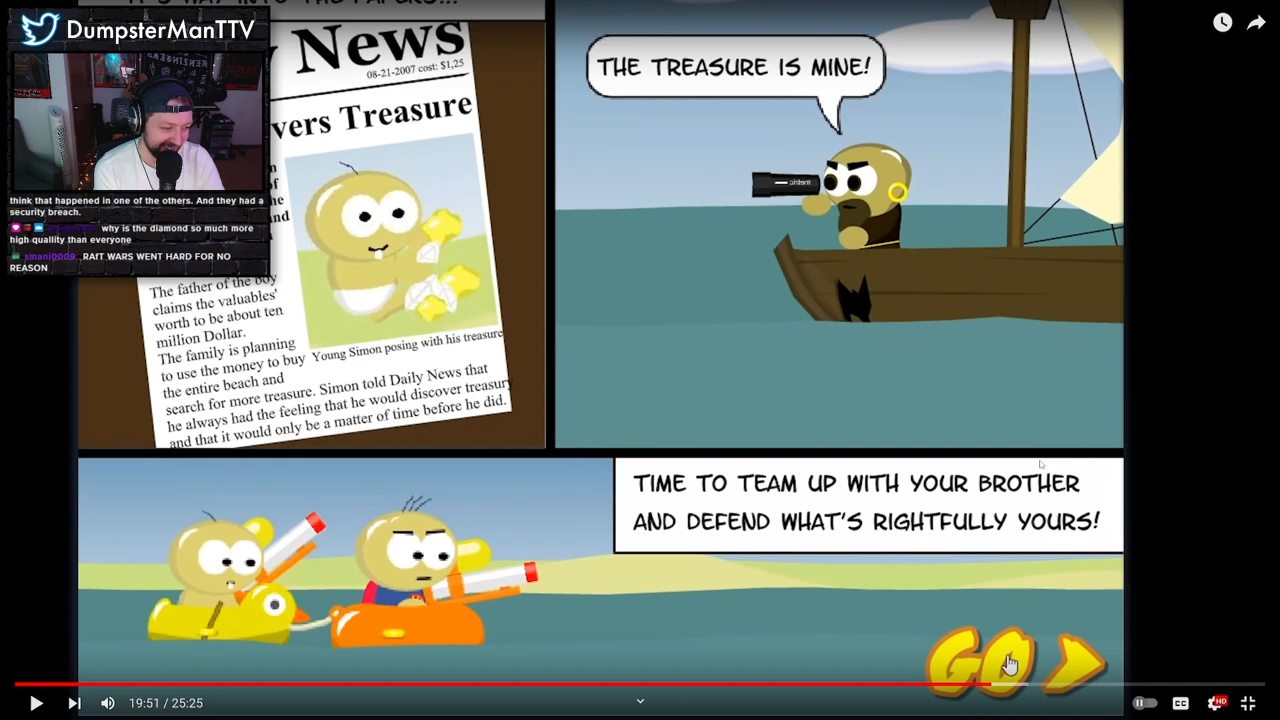 DumpsterManTTV
think that happened in one of the others. And they had a
security breach.
why is the diamond so much more
high quaillity than everyone
smani0009 RAIT WARS WENT HARD FOR NO
REASON
News
08-21-2007 cost: $1,25
vers Treasure
The father of the boy
claims the valuables'
worth to be about ten
million Dollar.
The family is planning
to use the money to buy
the entire beach and
search for more treasure. Simon told Daily News that
he always had the feeling that he would discover treasury
and that it would only be a matter of time before he did.
Young Simon posing with his treasure
THE TREASURE IS MINE!
TIME TO TEAM UP WITH YOUR BROTHER
AND DEFEND WHAT'S RIGHTFULLY YOURS!
GO
19:51 / 25:25
CC
HD